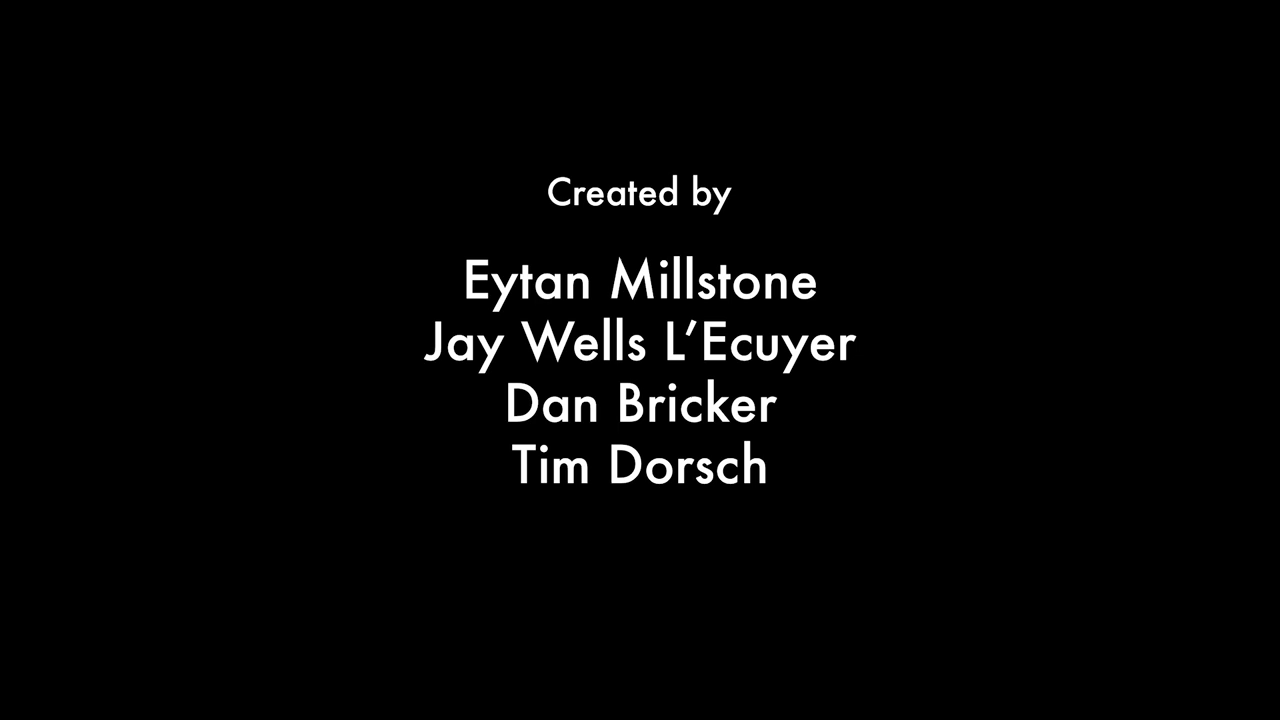 Created by
Eytan Millstone
Jay Wells L’Ecuyer
Dan Bricker
Tim Dorsch